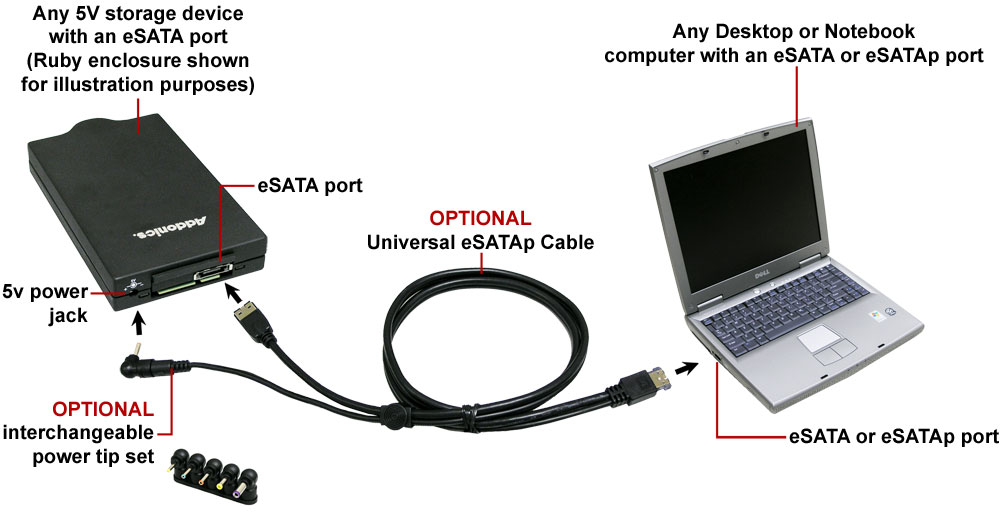 Any 5V storage device
with an eSATA port
(Ruby enclosure shown
for illustration purposes)
Any Desktop or Notebook
computer with an eSATA or eSATAp port
eSATA port
OPTIONAL
Universal eSATAp Cable
Addonics.
DELL
5v power
jack
OPTIONAL
interchangeable
power tip set
eSATA or eSATAp port